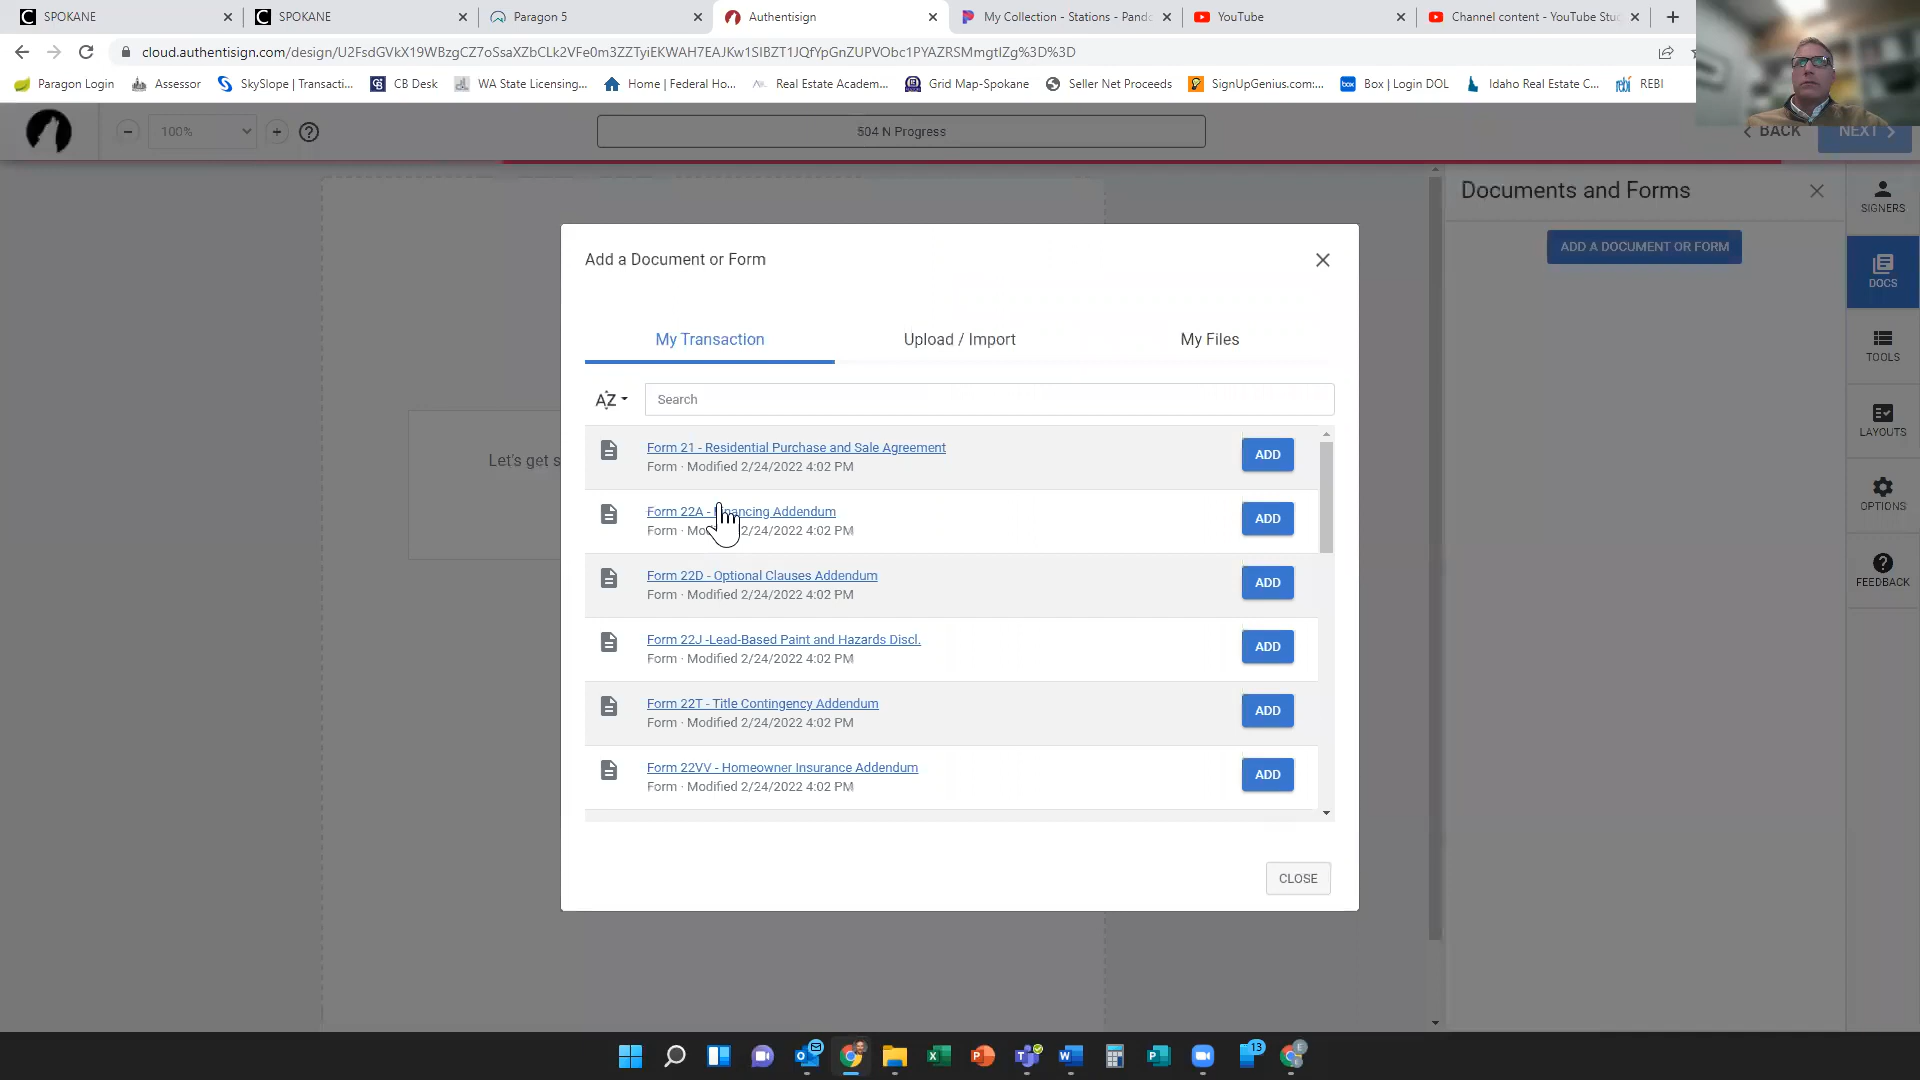 SPOKANE
SPOKANE
Paragon 5
Authentisign
My Collection - Stations - Pand
YouTube
Channel content - YouTube Stu
cloud.authentisign.com/design/U2FsdGVkX19WBzgCZ7oSsaXZbCLk2VFe0m3ZZTyiEKWAH7EAJKw1SIBZT1JQfYpGnZUPVObc1PYAZRSMmgtIZg%3D%3D
Paragon Login
Assessor
SkySlope | Transacti...
CB Desk
WA State Licensing...
Home | Federal Ho...
Real Estate Academ...
Grid Map-Spokane
Seller Net Proceeds
SignUpGenius.com:...
Box | Login DOL
Idaho Real Estate C...
REBI
100%
504 N Progress
BACK
NEXT
Documents and Forms
ADD A DOCUMENT OR FORM
SIGNERS
DOCS
TOOLS
LAYOUTS
OPTIONS
FEEDBACK
Let's get s
Add a Document or Form
My Transaction
Upload / Import
My Files
AZ
Search
Form 21 - Residential Purchase and Sale Agreement
Form · Modified 2/24/2022 4:02 PM
ADD
Form 22A - Financing Addendum
Form · Mod 2/24/2022 4:02 PM
ADD
Form 22D - Optional Clauses Addendum
Form · Modified 2/24/2022 4:02 PM
ADD
Form 22J -Lead-Based Paint and Hazards Discl.
Form · Modified 2/24/2022 4:02 PM
ADD
Form 22T - Title Contingency Addendum
Form · Modified 2/24/2022 4:02 PM
ADD
Form 22VV - Homeowner Insurance Addendum
Form · Modified 2/24/2022 4:02 PM
ADD
CLOSE
13